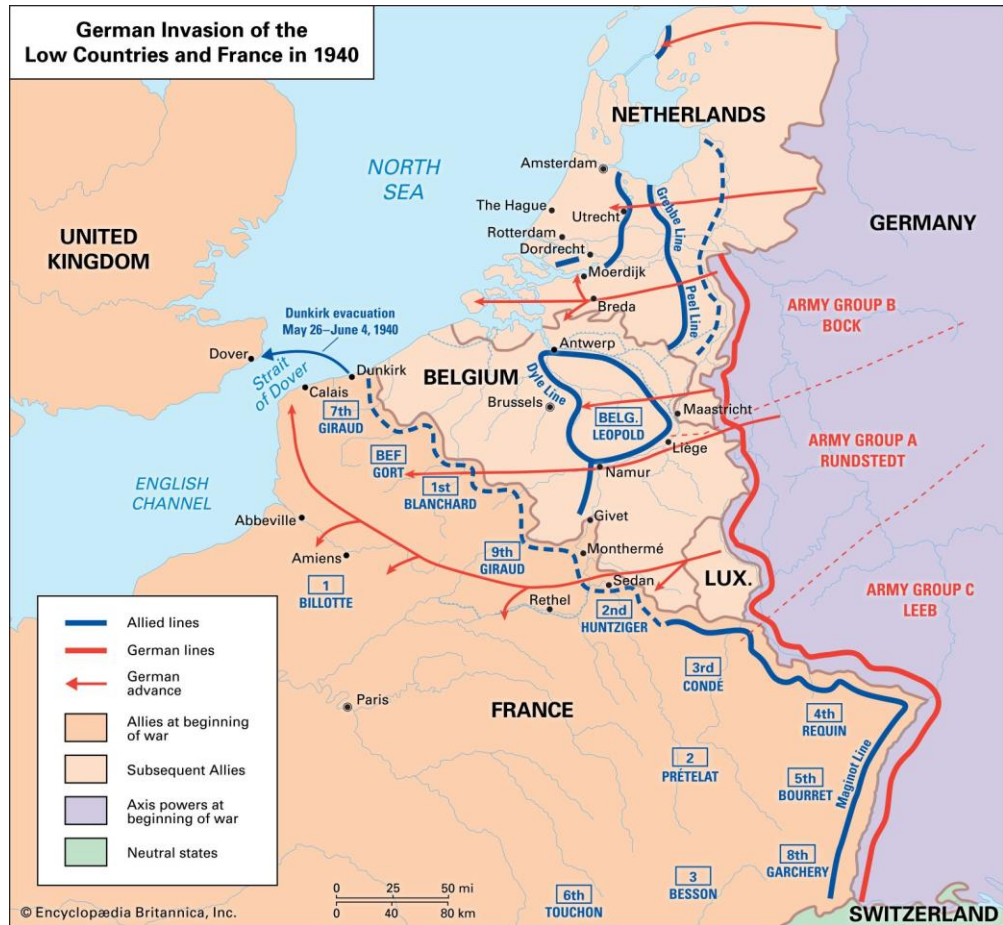 German Invasion of the
Low Countries and France in 1940
NETHERLANDS
NORTH
SEA
Amsterdam
The Hague
Utrecht
Grebbe Line
Rotterdam
Dordrecht
GERMANY
UNITED
KINGDOM
Moerdijk
Breda
Peel Line
ARMY GROUP B
BOCK
Dunkirk evacuation
May 26–June 4, 1940
Dover
Strait
of Dover
Dunkirk
Calais
Antwerp
BELGIUM
Dyle Line
Brussels
Maastricht
7th
GIRAUD
BELG.
LEOPOLD
Liège
ARMY GROUP A
RUNDSTEDT
BEF
GORT
Namur
1st
BLANCHARD
ENGLISH
CHANNEL
Abbeville
Givet
Amiens
9th
GIRAUD
Monthermé
1
BILLOTTE
Sedan
LUX.
ARMY GROUP C
LEEB
Rethel
2nd
HUNTZIGER
3rd
CONDÉ
Paris
FRANCE
4th
REQUIN
2
PRÉTELAT
5th
BOURRET
Maginot Line
8th
GARCHERY
3
BESSON
6th
TOUCHON
SWITZERLAND
Allied lines
German lines
German
advance
Allies at beginning
of war
Subsequent Allies
Axis powers at
beginning of war
Neutral states
0 25 50 mi
0 40 80 km
© Encyclopædia Britannica, Inc.